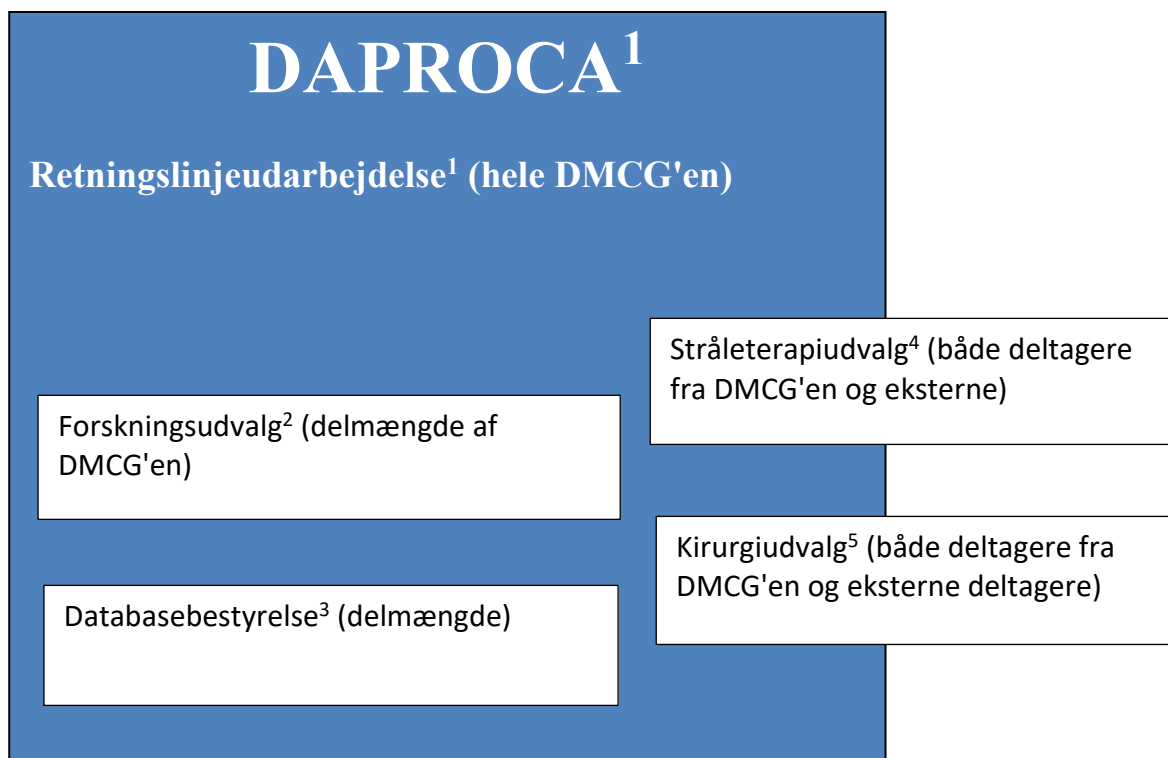 DAPROCA¹
Retningslinjeudarbejdelse¹ (hele DMCG'en)
Stråleterapiudvalg⁴ (både deltagere
fra DMCG'en og eksterne)
Forskningsudvalg² (delmængde af
DMCG'en)
Kirurgiudvalg⁵ (både deltagere fra
DMCG'en og eksterne deltagere)
Databasebestyrelse³ (delmængde)